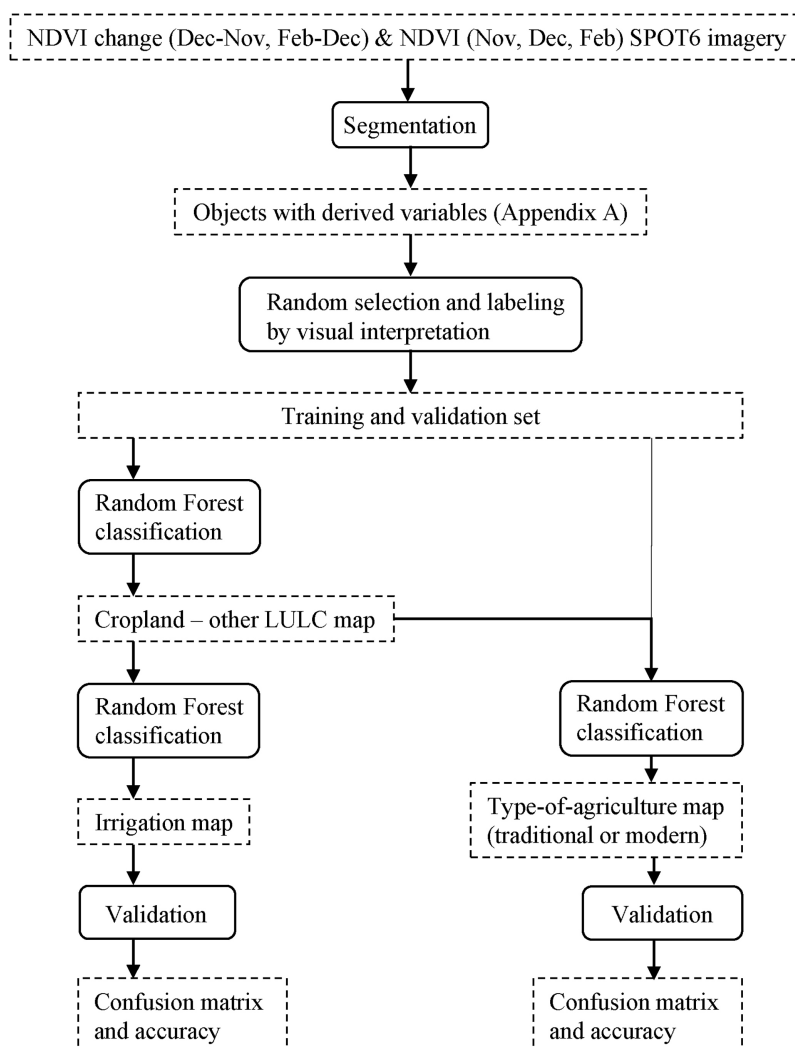 NDVI change (Dec-Nov, Feb-Dec) & NDVI (Nov, Dec, Feb) SPOT6 imagery
Segmentation
Objects with derived variables (Appendix A)
Random selection and labeling
by visual interpretation
Training and validation set
Random Forest
classification
Cropland – other LULC map
Random Forest
classification
Irrigation map
Validation
Confusion matrix
and accuracy
Random Forest
classification
Type-of-agriculture map
(traditional or modern)
Validation
Confusion matrix
and accuracy